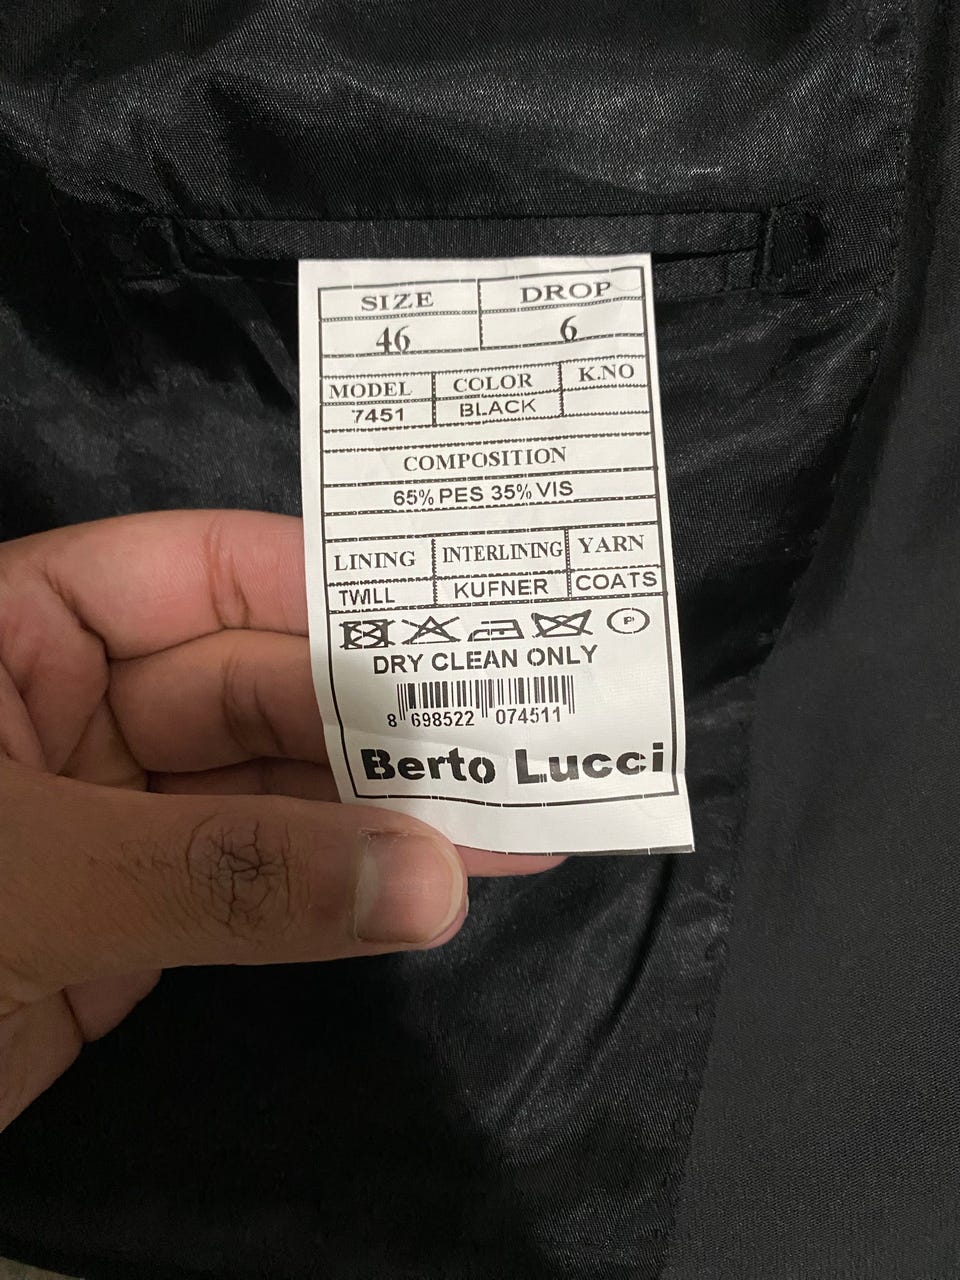 SIZE DROP
46 6
MODEL COLOR K.NO
7451 BLACK
COMPOSITION
65% PES 35% VIS
LINING INTERLINING YARN
TWILL KUFNER COATS
P
DRY CLEAN ONLY
8 698522 074511
Berto Lucci